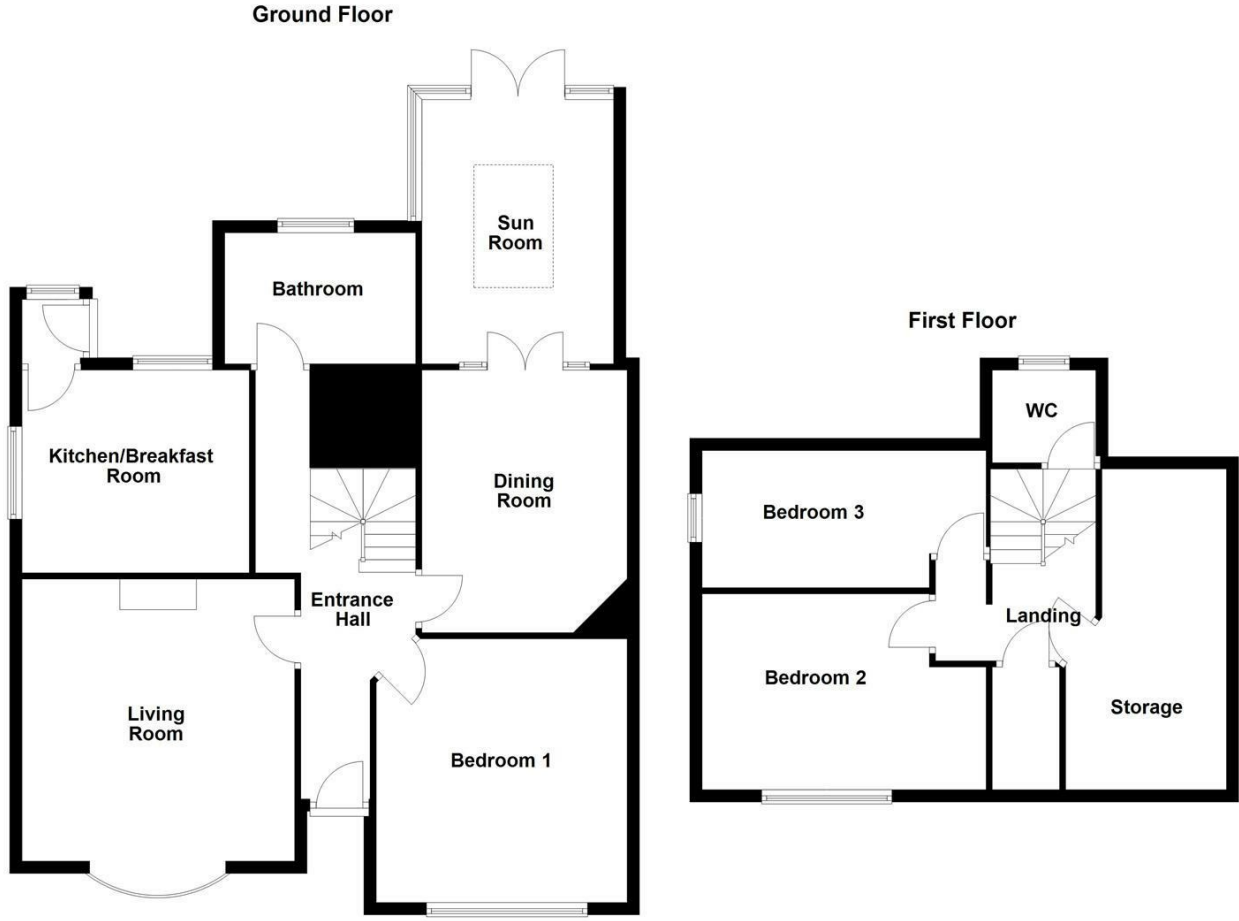 Ground Floor
Sun
Room
Bathroom
Kitchen/Breakfast
Room
Dining
Room
Entrance
Hall
Living
Room
Bedroom 1
First Floor
WC
Bedroom 3
Landing
Bedroom 2
Storage